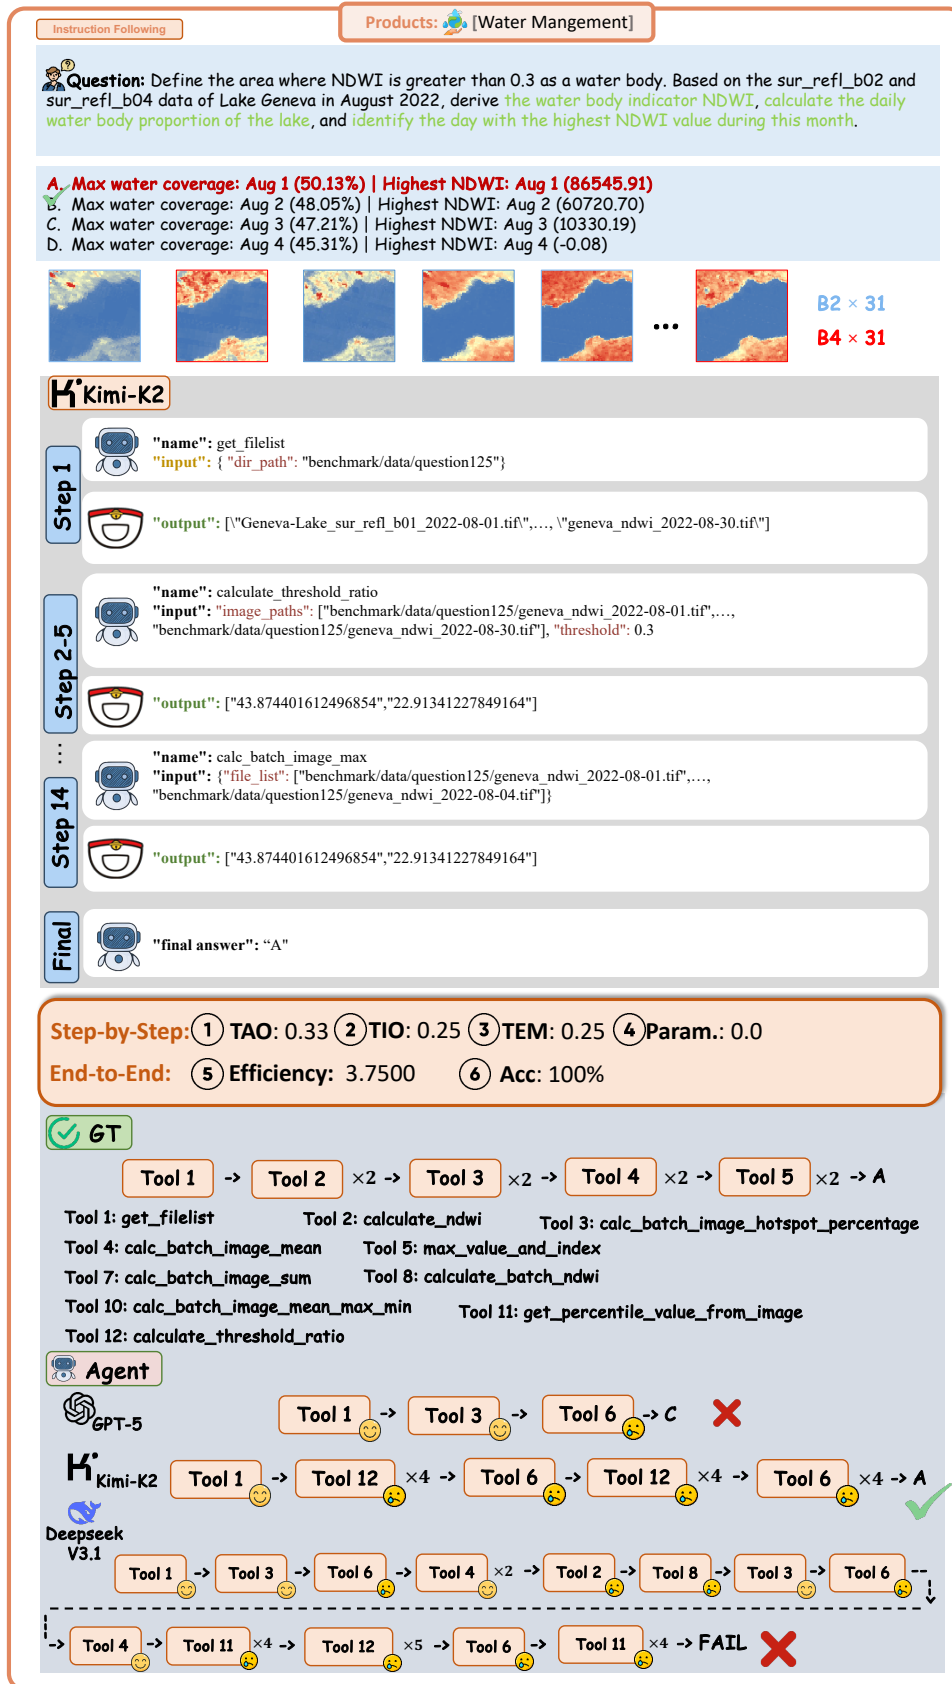 Products: [Water Mangement]
Instruction Following
Question: Define the area where NDWI is greater than 0.3 as a water body. Based on the sur_refl_b02 and
sur_refl_b04 data of Lake Geneva in August 2022, derive the water body indicator NDWI, calculate the daily
water body proportion of the lake, and identify the day with the highest NDWI value during this month.
A. Max water coverage: Aug 1 (50.13%) | Highest NDWI: Aug 1 (86545.91)
B. Max water coverage: Aug 2 (48.05%) | Highest NDWI: Aug 2 (60720.70)
C. Max water coverage: Aug 3 (47.21%) | Highest NDWI: Aug 3 (10330.19)
D. Max water coverage: Aug 4 (45.31%) | Highest NDWI: Aug 4 (-0.08)
B2 × 31
... B4 × 31
Kimi-K2
Step 1
"name": get_filelist
"input": { "dir_path": "benchmark/data/question125"}
"output": [\"Geneva-Lake_sur_refl_b01_2022-08-01.tif\",..., \"geneva_ndwi_2022-08-30.tif\"]
Step 2-5
"name": calculate_threshold_ratio
"input": "image_paths": ["benchmark/data/question125/geneva_ndwi_2022-08-01.tif",...,
"benchmark/data/question125/geneva_ndwi_2022-08-30.tif"], "threshold": 0.3
"output": ["43.874401612496854","22.91341227849164"]
...
Step 14
"name": calc_batch_image_max
"input": {"file_list": ["benchmark/data/question125/geneva_ndwi_2022-08-01.tif",...,
"benchmark/data/question125/geneva_ndwi_2022-08-04.tif"]}
"output": ["43.874401612496854","22.91341227849164"]
Final
"final answer": “A"
Step-by-Step: 1 TAO: 0.33 2 TIO: 0.25 3 TEM: 0.25 4 Param.: 0.0
End-to-End: 5 Efficiency: 3.7500 6 Acc: 100%
GT
Tool 1 -> Tool 2 ×2 -> Tool 3 ×2 -> Tool 4 ×2 -> Tool 5 ×2 -> A
Tool 1: get_filelist Tool 2: calculate_ndwi Tool 3: calc_batch_image_hotspot_percentage
Tool 4: calc_batch_image_mean Tool 5: max_value_and_index
Tool 7: calc_batch_image_sum Tool 8: calculate_batch_ndwi
Tool 10: calc_batch_image_mean_max_min Tool 11: get_percentile_value_from_image
Tool 12: calculate_threshold_ratio
Agent
GPT-5 Tool 1 -> Tool 3 -> Tool 6 -> C
Kimi-K2 Tool 1 -> Tool 12 ×4 -> Tool 6 -> Tool 12 ×4 -> Tool 6 ×4 -> A
Deepseek
V3.1
Tool 1 -> Tool 3 -> Tool 6 -> Tool 4 ×2 -> Tool 2 -> Tool 8 -> Tool 3 -> Tool 6 --
-> Tool 4 -> Tool 11 ×4 -> Tool 12 ×5 -> Tool 6 -> Tool 11 ×4 -> FAIL